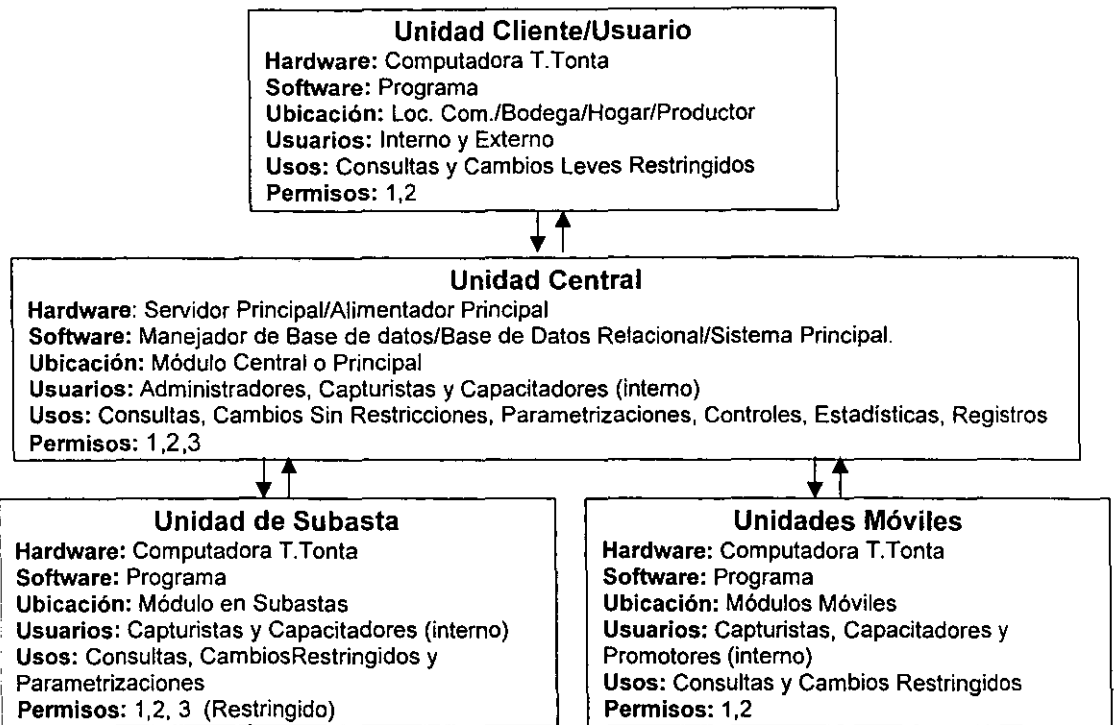 Unidad Cliente/Usuario
Hardware: Computadora T.Tonta
Software: Programa
Ubicación: Loc. Com./Bodega/Hogar/Productor
Usuarios: Interno y Externo
Usos: Consultas y Cambios Leves Restringidos
Permisos: 1,2
Unidad Central
Hardware: Servidor Principal/Alimentador Principal
Software: Manejador de Base de datos/Base de Datos Relacional/Sistema Principal.
Ubicación: Módulo Central o Principal
Usuarios: Administradores, Capturistas y Capacitadores (interno)
Usos: Consultas, Cambios Sin Restricciones, Parametrizaciones, Controles, Estadísticas, Registros
Permisos: 1,2,3
Unidad de Subasta
Hardware: Computadora T.Tonta
Software: Programa
Ubicación: Módulo en Subastas
Usuarios: Capturistas y Capacitadores (interno)
Usos: Consultas, CambiosRestringidos y
Parametrizaciones
Permisos: 1,2, 3 (Restringido)
Unidades Móviles
Hardware: Computadora T.Tonta
Software: Programa
Ubicación: Módulos Móviles
Usuarios: Capturistas, Capacitadores y
Promotores (interno)
Usos: Consultas y Cambios Restringidos
Permisos: 1,2